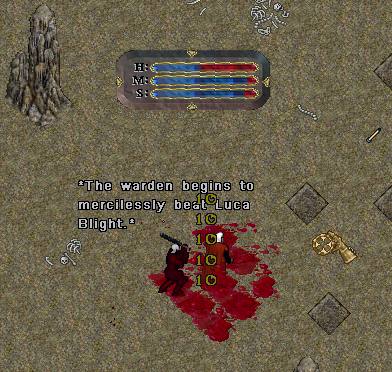 H:
M:
S:
*The warden begins to
mercilessly beat Luca
Blight.*
10
10
10
10
10